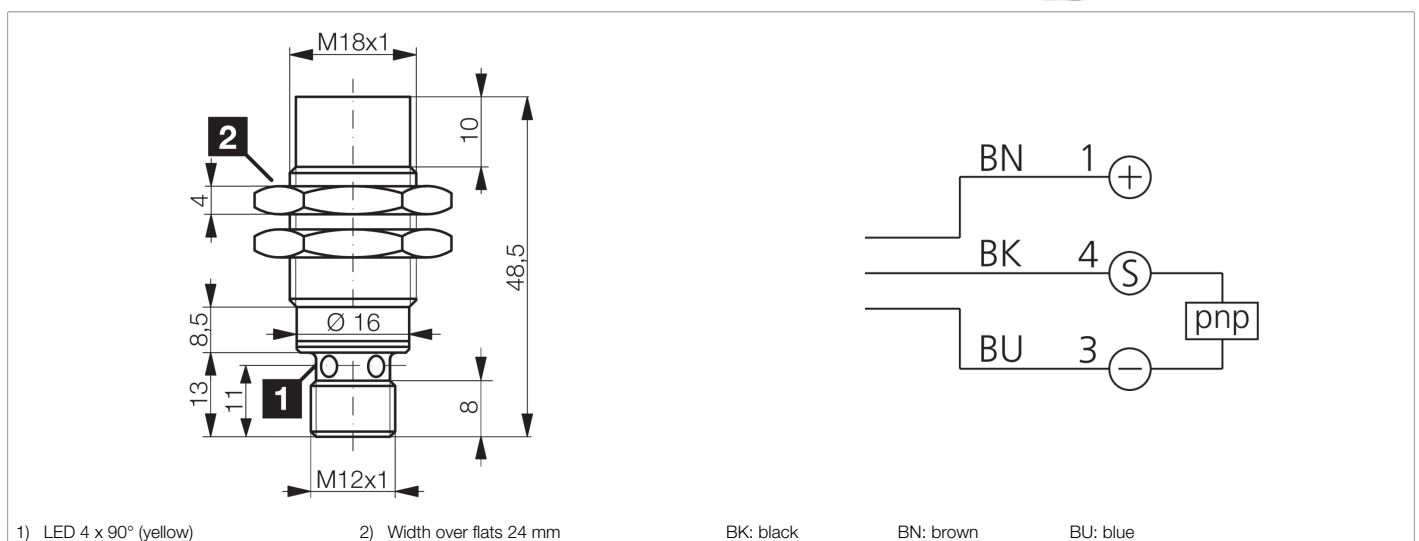 M18x1
2
10
4
48,5
8,5
Ø 16
13
11
1
8
M12x1
BN 1 +
BK 4 S
pnp
BU 3 −
1) LED 4 x 90° (yellow) 2) Width over flats 24 mm BK: black BN: brown BU: blue